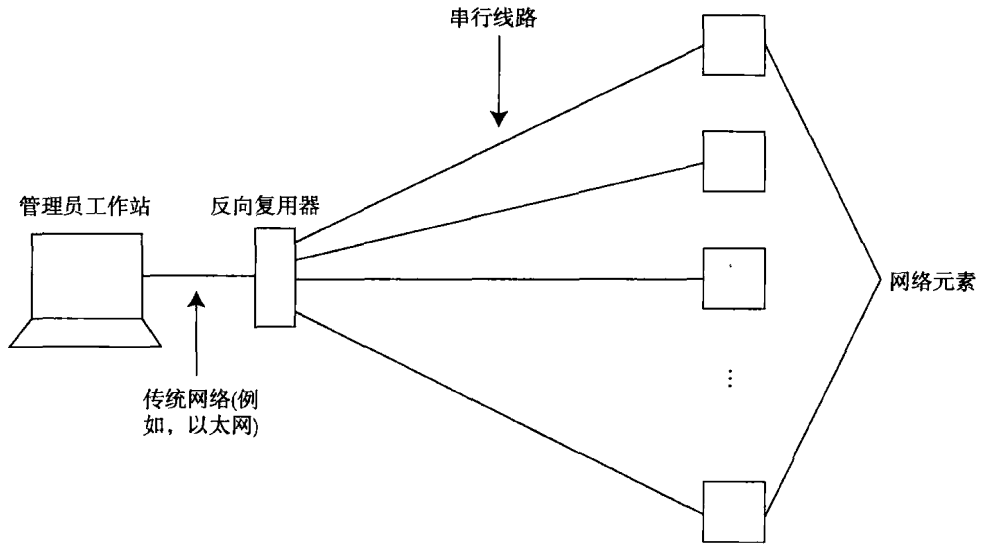 串行线路
管理员工作站
反向复用器
网络元素
...
传统网络(例
如，以太网)